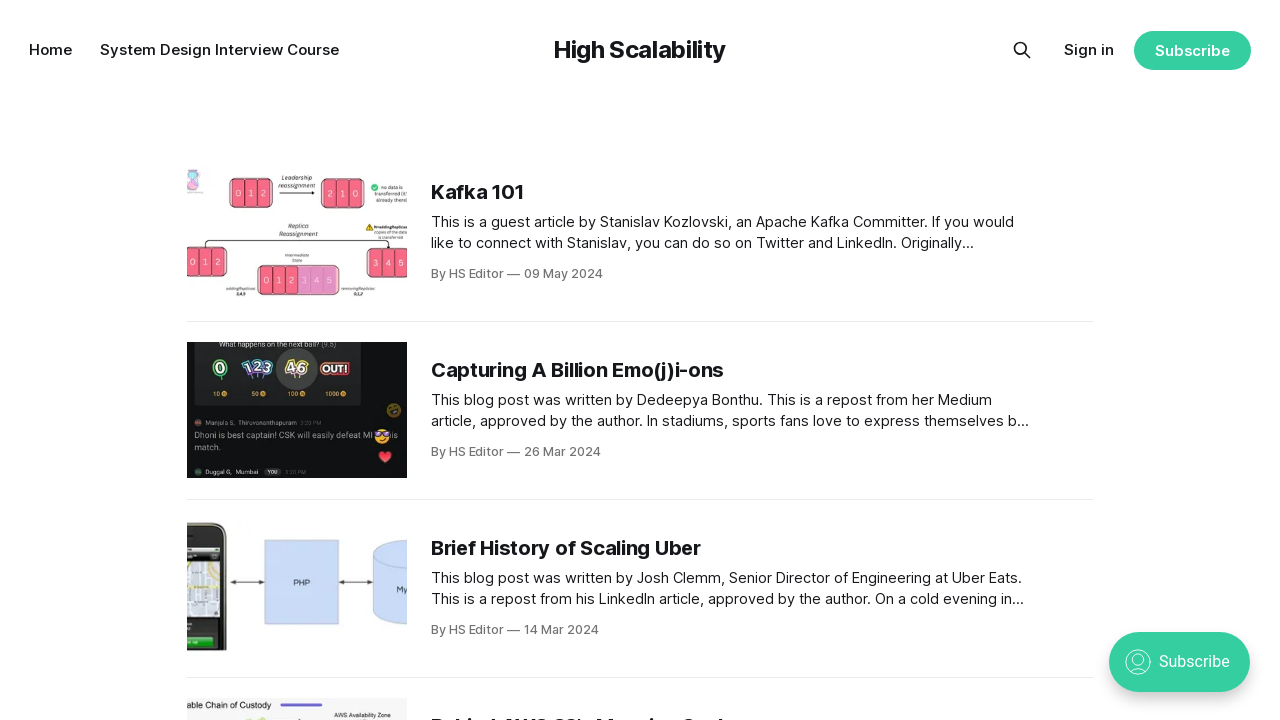 Home
System Design Interview Course
High Scalability
Sign in
Subscribe
Leadership
reassignment
no data is
transferred (it's
already there)
0 1 2
2 1 0
Replica
Reassignment
0 1 2
Intermediate
State
0 1 2 3 4 5
3 4 5
addingReplicas
3,4,5
removingReplicas
0,1,2
Kafka 101
This is a guest article by Stanislav Kozlovski, an Apache Kafka Committer. If you would
like to connect with Stanislav, you can do so on Twitter and LinkedIn. Originally...
By HS Editor — 09 May 2024
What happens on the next ball? (9.5)
0 123 46 OUT!
10 50 100 1000
Manjula S, Thiruvananthapuram 3:20 PM
Dhoni is best captain! CSK will easily defeat MI
is
match.
Duggal G, Mumbai YOU 3:20 PM
Capturing A Billion Emo(j)i-ons
This blog post was written by Dedeepya Bonthu. This is a repost from her Medium
article, approved by the author. In stadiums, sports fans love to express themselves b...
By HS Editor — 26 Mar 2024
PHP
My
Brief History of Scaling Uber
This blog post was written by Josh Clemm, Senior Director of Engineering at Uber Eats.
This is a repost from his LinkedIn article, approved by the author. On a cold evening in...
By HS Editor — 14 Mar 2024
Subscribe
able Chain of Custody
AWS Availability Zone